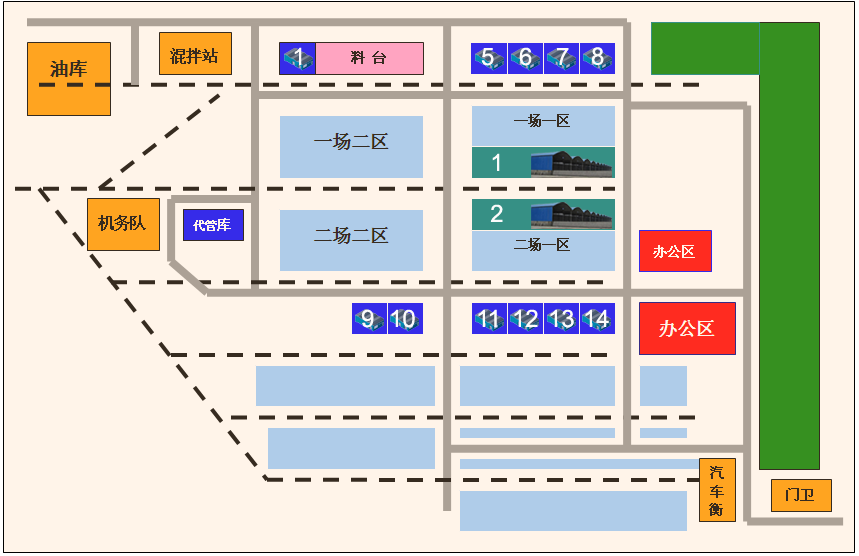 油库
混拌站
1
料 台
5
6
7
8
一场二区
一场一区
1
机务队
代管库
二场二区
2
二场一区
办公区
9
10
11
12
13
14
办公区
汽
车
衡
门卫